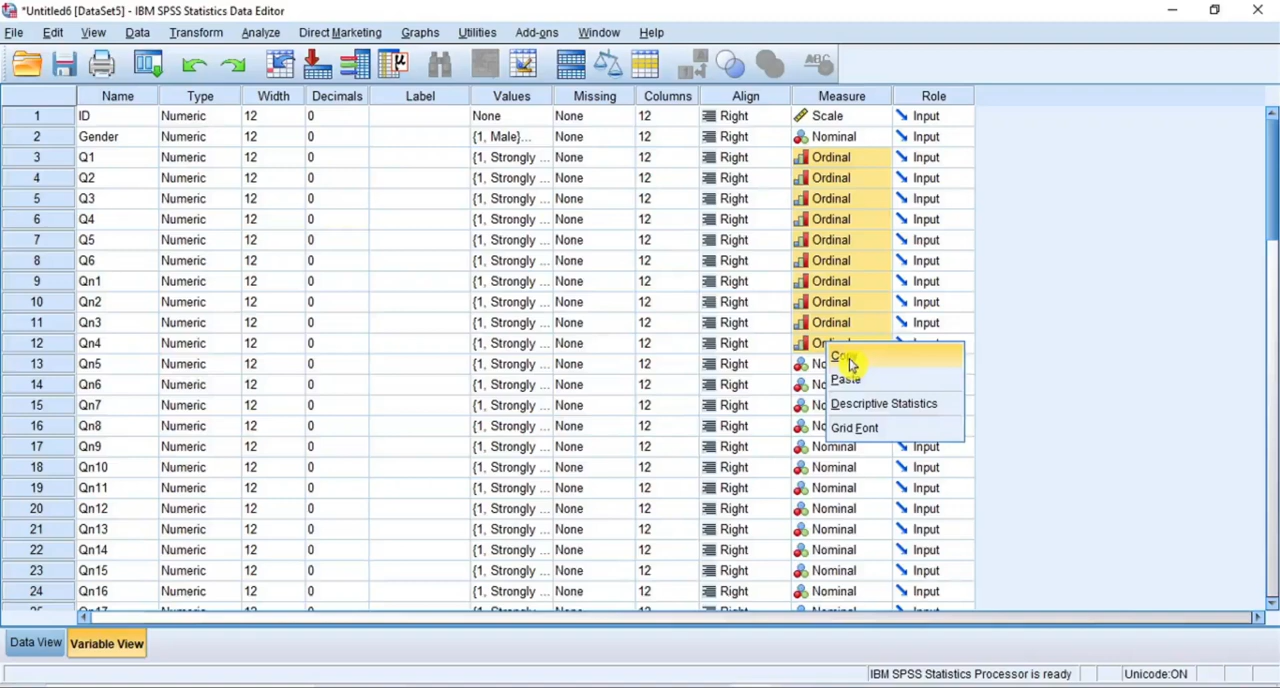 *Untitled6 [DataSet5] - IBM SPSS Statistics Data Editor
File Edit View Data Transform Analyze Direct Marketing Graphs Utilities Add-ons Window Help
Name Type Width Decimals Label Values Missing Columns Align Measure Role
1 ID Numeric 12 0 None None 12 Right Scale Input
2 Gender Numeric 12 0 {1, Male}... None 12 Right Nominal Input
3 Q1 Numeric 12 0 {1, Strongly ... None 12 Right Ordinal Input
4 Q2 Numeric 12 0 {1, Strongly ... None 12 Right Ordinal Input
5 Q3 Numeric 12 0 {1, Strongly ... None 12 Right Ordinal Input
6 Q4 Numeric 12 0 {1, Strongly ... None 12 Right Ordinal Input
7 Q5 Numeric 12 0 {1, Strongly ... None 12 Right Ordinal Input
8 Q6 Numeric 12 0 {1, Strongly ... None 12 Right Ordinal Input
9 Qn1 Numeric 12 0 {1, Strongly ... None 12 Right Ordinal Input
10 Qn2 Numeric 12 0 {1, Strongly ... None 12 Right Ordinal Input
11 Qn3 Numeric 12 0 {1, Strongly ... None 12 Right Ordinal Input
12 Qn4 Numeric 12 0 {1, Strongly ... None 12 Right
Copy
13 Qn5 Numeric 12 0 {1, Strongly ... None 12 Right
Paste
14 Qn6 Numeric 12 0 {1, Strongly ... None 12 Right
Descriptive Statistics
15 Qn7 Numeric 12 0 {1, Strongly ... None 12 Right
Grid Font
16 Qn8 Numeric 12 0 {1, Strongly ... None 12 Right
17 Qn9 Numeric 12 0 {1, Strongly ... None 12 Right Nominal Input
18 Qn10 Numeric 12 0 {1, Strongly ... None 12 Right Nominal Input
19 Qn11 Numeric 12 0 {1, Strongly ... None 12 Right Nominal Input
20 Qn12 Numeric 12 0 {1, Strongly ... None 12 Right Nominal Input
21 Qn13 Numeric 12 0 {1, Strongly ... None 12 Right Nominal Input
22 Qn14 Numeric 12 0 {1, Strongly ... None 12 Right Nominal Input
23 Qn15 Numeric 12 0 {1, Strongly ... None 12 Right Nominal Input
24 Qn16 Numeric 12 0 {1, Strongly ... None 12 Right Nominal Input
Data View Variable View
IBM SPSS Statistics Processor is ready Unicode:ON